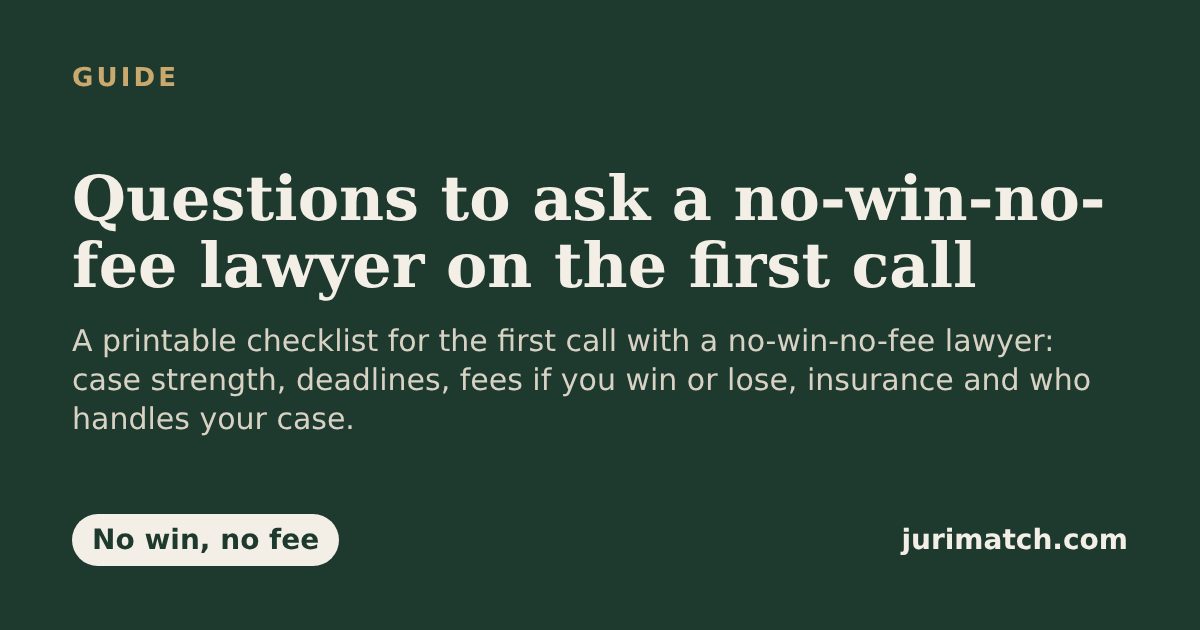 GUIDE
Questions to ask a no-win-no-
fee lawyer on the first call
A printable checklist for the first call with a no-win-no-fee lawyer:
case strength, deadlines, fees if you win or lose, insurance and who
handles your case.
No win, no fee
jurimatch.com